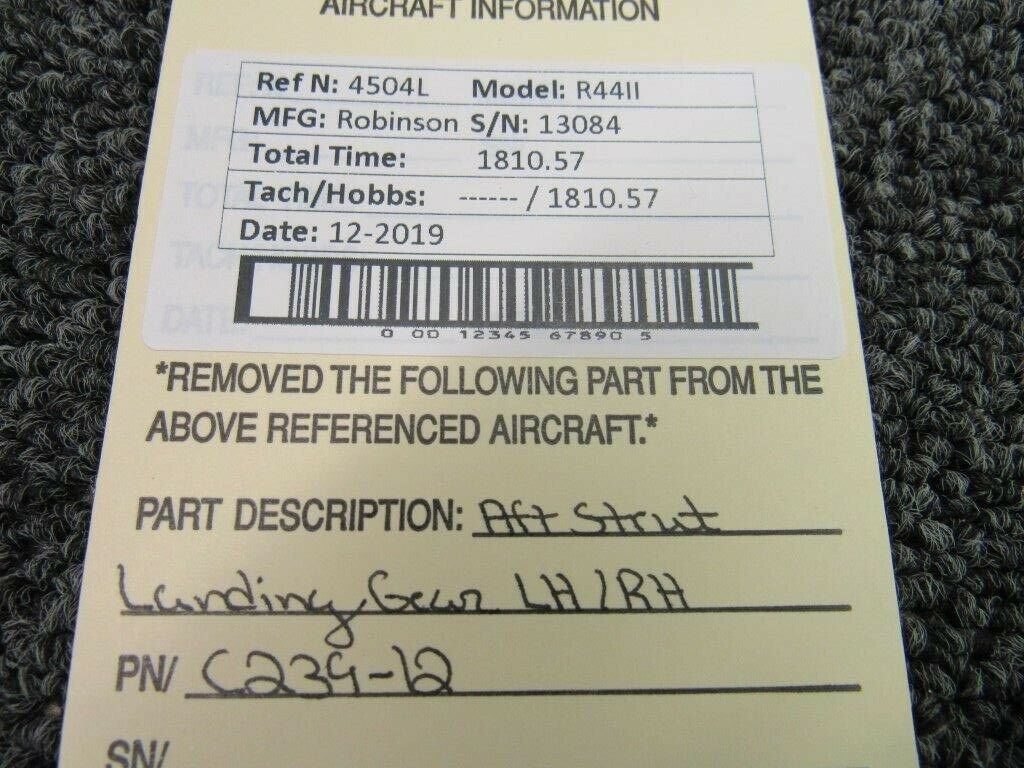 AIRCRAFT INFORMATION
Ref N: 4504L Model: R44II
MFG: Robinson S/N: 13084
Total Time: 1810.57
Tach/Hobbs: ------ / 1810.57
Date: 12-2019
0 00 12345 67890 5
*REMOVED THE FOLLOWING PART FROM THE
ABOVE REFERENCED AIRCRAFT.*
PART DESCRIPTION: Aft Strut
Landing Gear LH/RH
PN/ C239-12
SN/